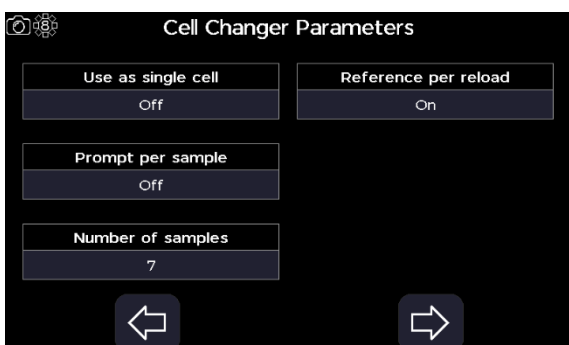 8
Cell Changer Parameters
Use as single cell
Off
Reference per reload
On
Prompt per sample
Off
Number of samples
7